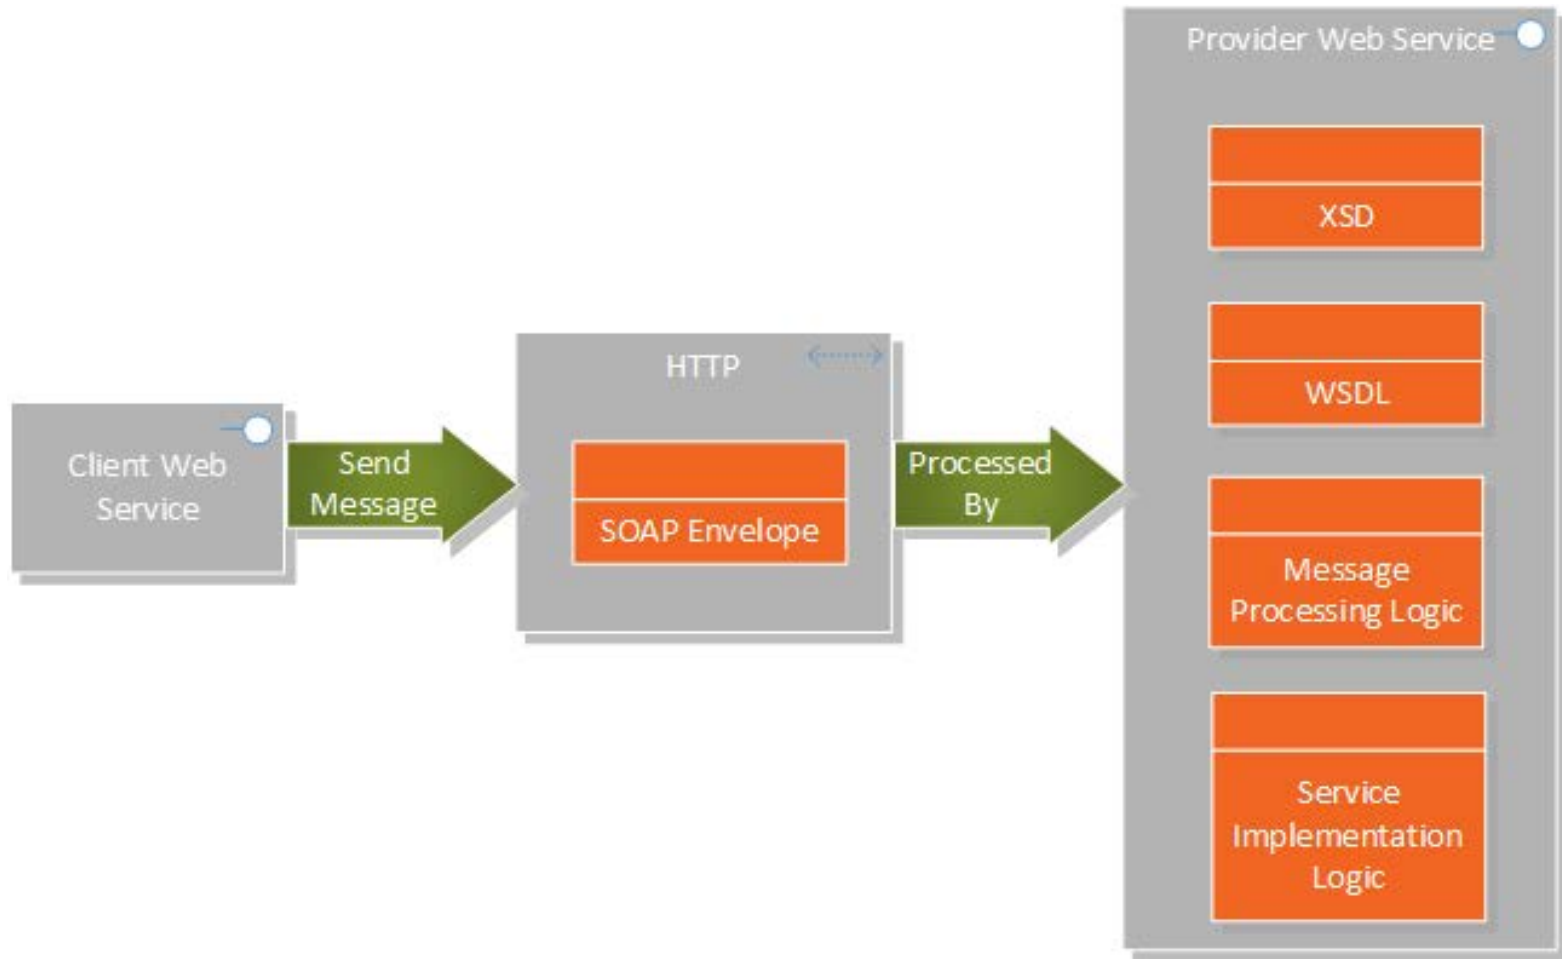 Provider Web Service
XSD
WSDL
HTTP
Client Web
Service
Send
Message
SOAP Envelope
Processed
By
Message
Processing Logic
Service
Implementation
Logic